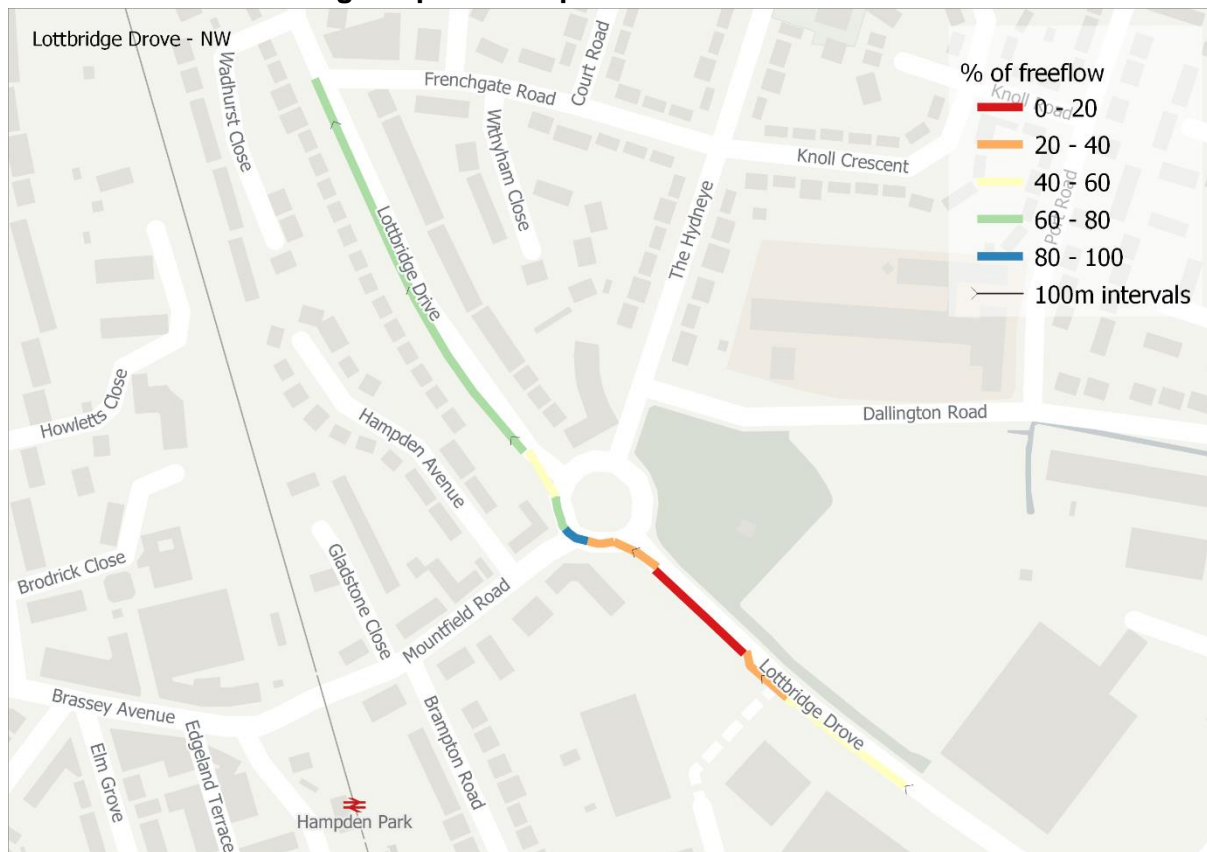 Lottbridge Drove - NW
% of freeflow
0 - 20
20 - 40
40 - 60
60 - 80
80 - 100
100m intervals
Wadhurst Close
Frenchgate Road
Court Road
Withyham Close
Knoll Road
Knoll Crescent
The Hydneye
Lottbridge Drive
Howletts Close
Hampden Avenue
Dallington Road
Brodrick Close
Gladstone Close
Mountfield Road
Lottbridge Drove
Brassey Avenue
Brampton Road
Elm Grove
Edgeland Terrace
Hampden Park